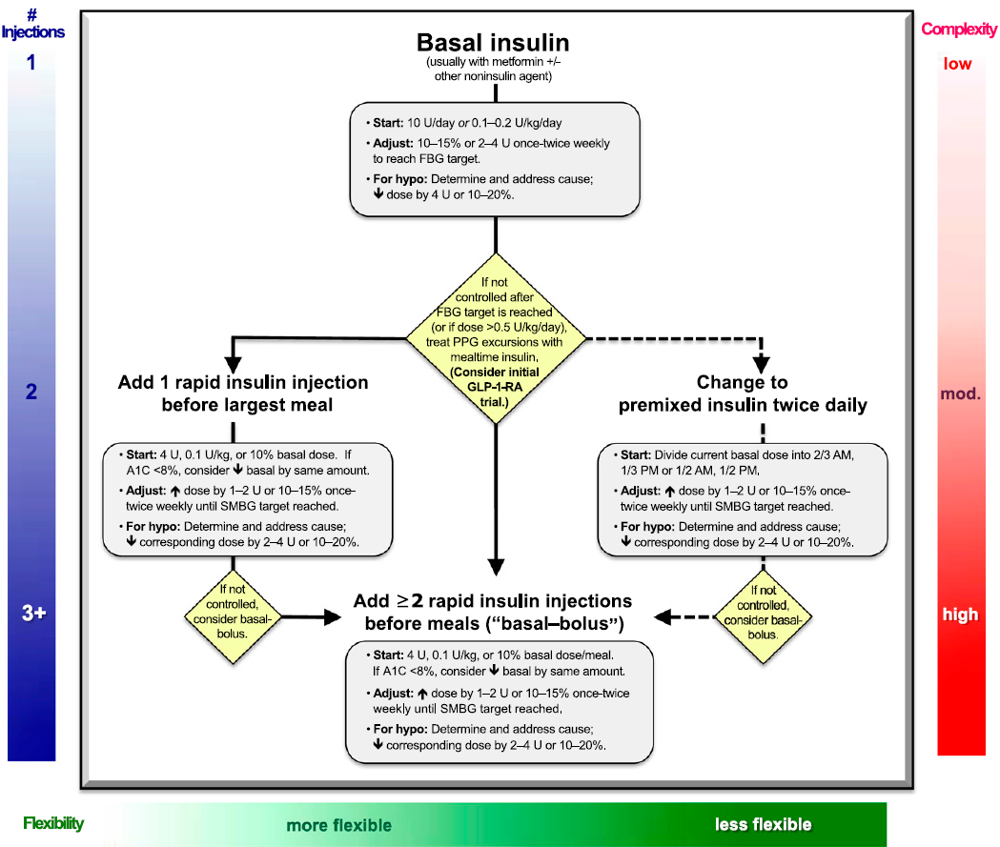 #
Injections
Complexity
1
low
Basal insulin
(usually with metformin +/-
other noninsulin agent)
• Start: 10 U/day or 0.1–0.2 U/kg/day
• Adjust: 10–15% or 2–4 U once-twice weekly
to reach FBG target.
• For hypo: Determine and address cause;
🡓 dose by 4 U or 10–20%.
If not
controlled after
FBG target is reached
(or if dose >0.5 U/kg/day),
treat PPG excursions with
mealtime insulin,
(Consider initial
GLP-1-RA
trial.)
2
mod.
Add 1 rapid insulin injection
before largest meal
• Start: 4 U, 0.1 U/kg, or 10% basal dose. If
A1C <8%, consider 🡓 basal by same amount.
• Adjust: 🡑 dose by 1–2 U or 10–15% once-
twice weekly until SMBG target reached.
• For hypo: Determine and address cause;
🡓 corresponding dose by 2–4 U or 10–20%.
If not
controlled,
consider basal-
bolus.
Change to
premixed insulin twice daily
• Start: Divide current basal dose into 2/3 AM,
1/3 PM or 1/2 AM, 1/2 PM,
• Adjust: 🡑 dose by 1–2 U or 10–15% once-
twice weekly until SMBG target reached.
• For hypo: Determine and address cause;
🡓 corresponding dose by 2–4 U or 10–20%.
If not
controlled,
consider basal-
bolus.
3+
high
Add ≥2 rapid insulin injections
before meals (“basal–bolus”)
• Start: 4 U, 0.1 U/kg, or 10% basal dose/meal.
If A1C <8%, consider 🡓 basal by same amount.
• Adjust: 🡑 dose by 1–2 U or 10–15% once-twice
weekly until SMBG target reached,
• For hypo: Determine and address cause;
🡓 corresponding dose by 2–4 U or 10–20%.
Flexibility
more flexible
less flexible